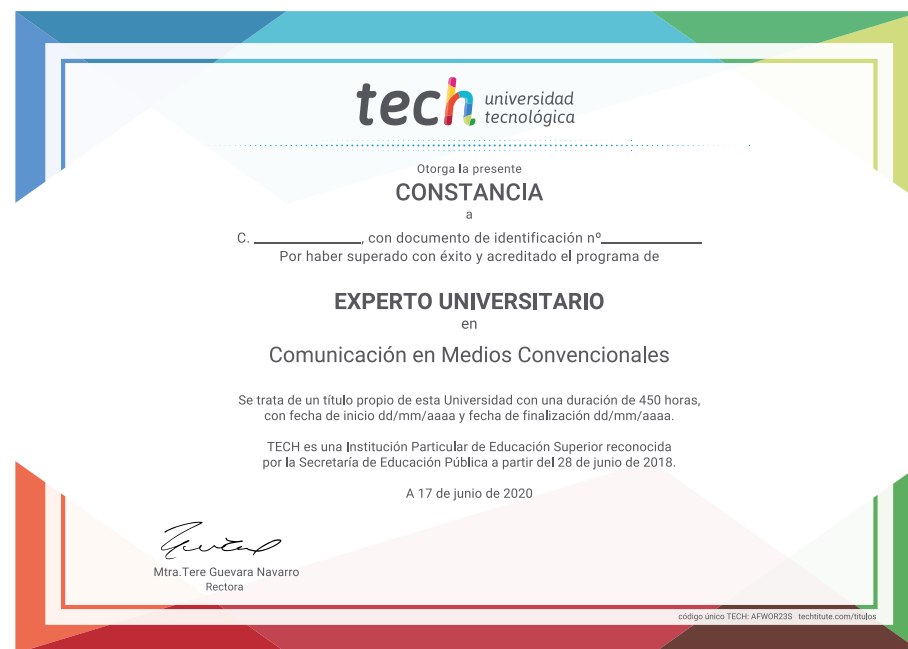 tech universidad
tecnológica
Otorga la presente
CONSTANCIA
a
C. ______________, con documento de identificación nº______________
Por haber superado con éxito y acreditado el programa de
EXPERTO UNIVERSITARIO
en
Comunicación en Medios Convencionales
Se trata de un título propio de esta Universidad con una duración de 450 horas,
con fecha de inicio dd/mm/aaaa y fecha de finalización dd/mm/aaaa.
TECH es una Institución Particular de Educación Superior reconocida
por la Secretaría de Educación Pública a partir del 28 de junio de 2018.
A 17 de junio de 2020
Mtra.Tere Guevara Navarro
Rectora
código único TECH: AFWOR23S techtitute.com/titulos